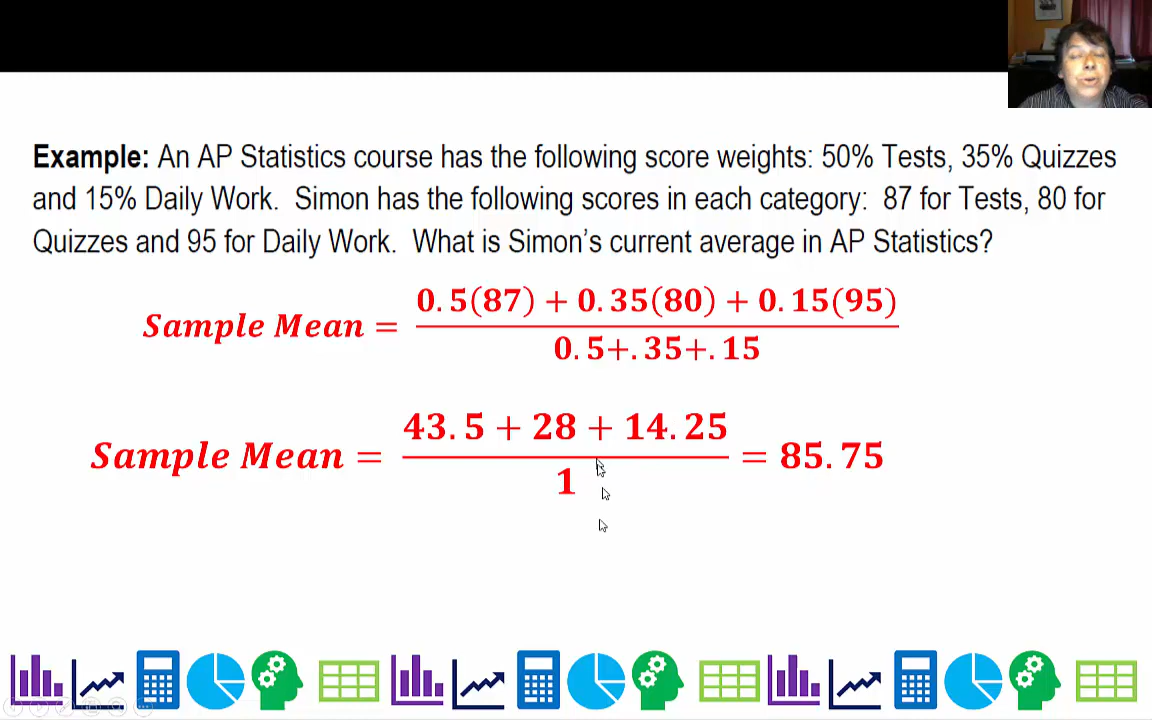 Example: An AP Statistics course has the following score weights: 50% Tests, 35% Quizzes
and 15% Daily Work. Simon has the following scores in each category: 87 for Tests, 80 for
Quizzes and 95 for Daily Work. What is Simon's current average in AP Statistics?
Sample Mean = 0.5(87) + 0.35(80) + 0.15(95)
0.5+.35+.15
Sample Mean = 43.5 + 28 + 14.25 = 85.75
1